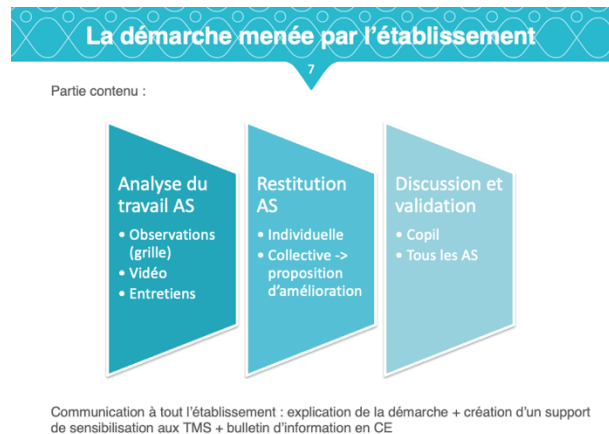 La démarche menée par l'établissement
7
Partie contenu :
Analyse du
travail AS
• Observations
(grille)
• Vidéo
• Entretiens
Restitution
AS
• Individuelle
• Collective ->
proposition
d'amélioration
Discussion et
validation
• Copil
• Tous les AS
Communication à tout l'établissement : explication de la démarche + création d'un support
de sensibilisation aux TMS + bulletin d'information en CE